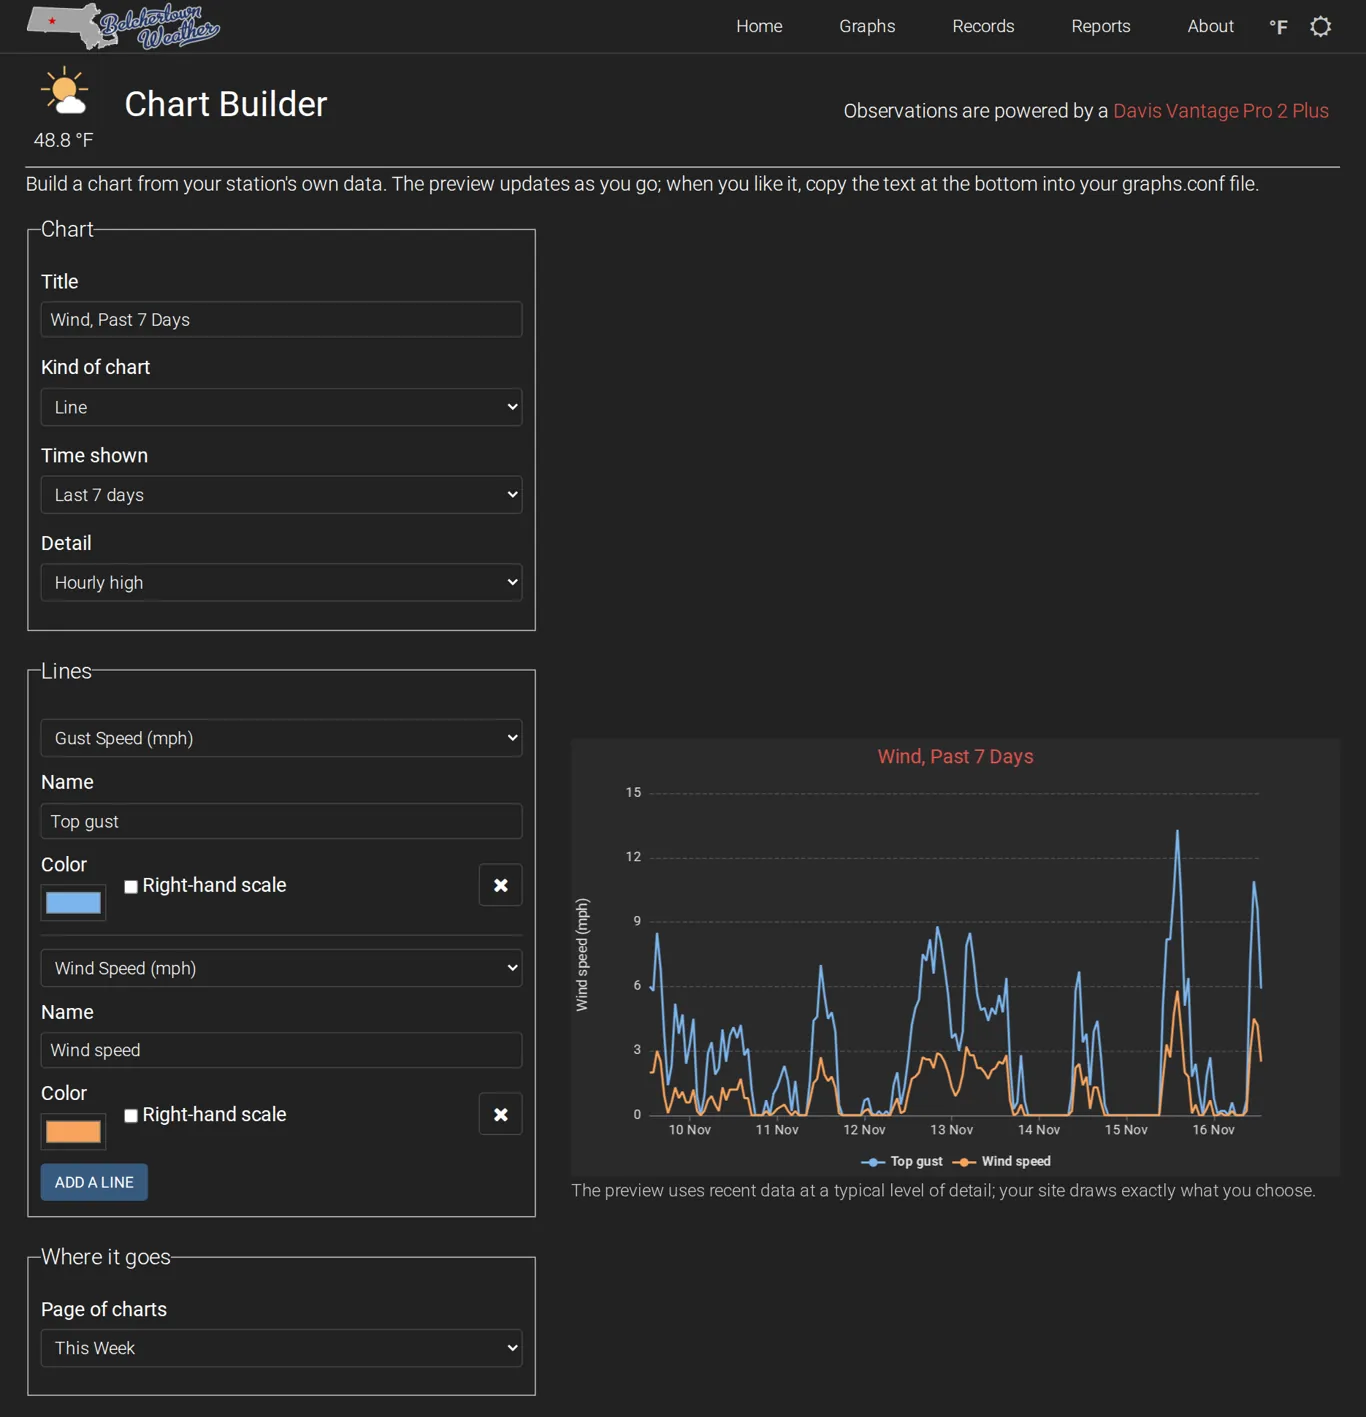 Belchertown
Weather
Home
Graphs
Records
Reports
About
°F
48.8 °F
Chart Builder
Observations are powered by a Davis Vantage Pro 2 Plus
Build a chart from your station's own data. The preview updates as you go; when you like it, copy the text at the bottom into your graphs.conf file.
Chart
Title
Wind, Past 7 Days
Kind of chart
Line
Time shown
Last 7 days
Detail
Hourly high
Lines
Gust Speed (mph)
Name
Top gust
Color
Right-hand scale
Wind Speed (mph)
Name
Wind speed
Color
Right-hand scale
ADD A LINE
Where it goes
Page of charts
This Week
Wind, Past 7 Days
Wind speed (mph)
15
12
9
6
3
0
10 Nov
11 Nov
12 Nov
13 Nov
14 Nov
15 Nov
16 Nov
Top gust
Wind speed
The preview uses recent data at a typical level of detail; your site draws exactly what you choose.